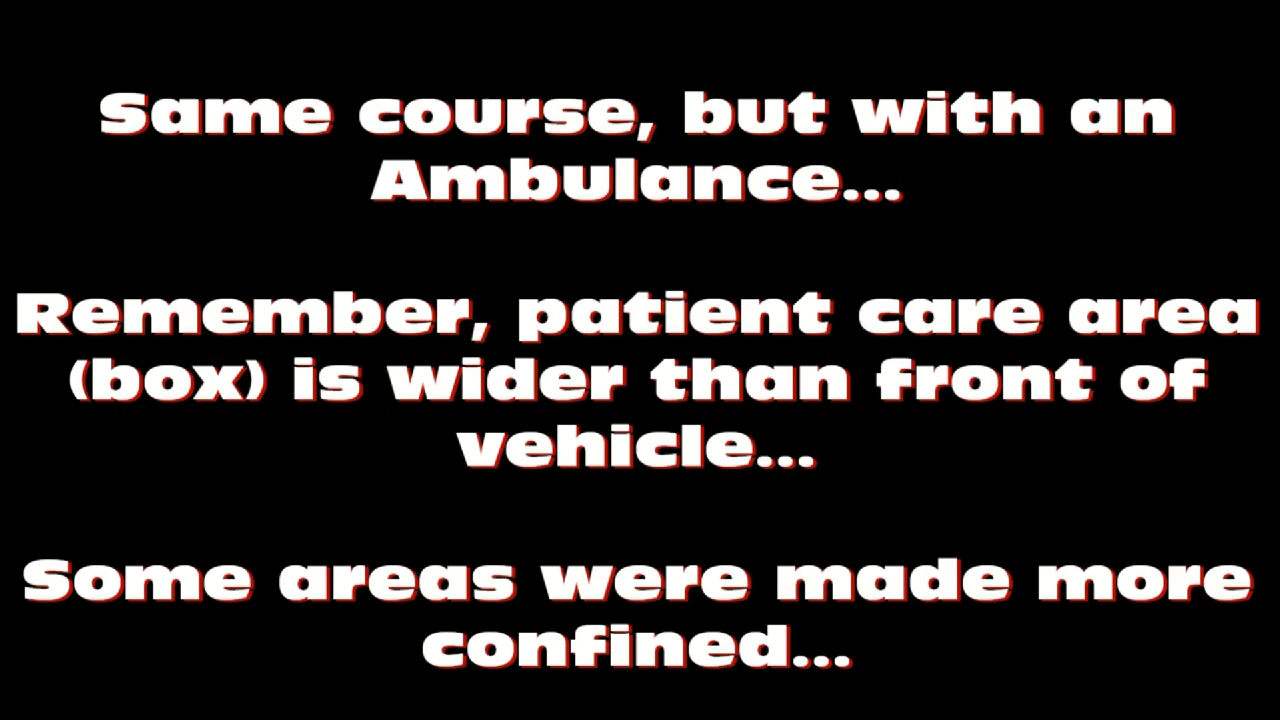 Same course, but with an
Ambulance...
Remember, patient care area
(box) is wider than front of
vehicle...
Some areas were made more
confined...